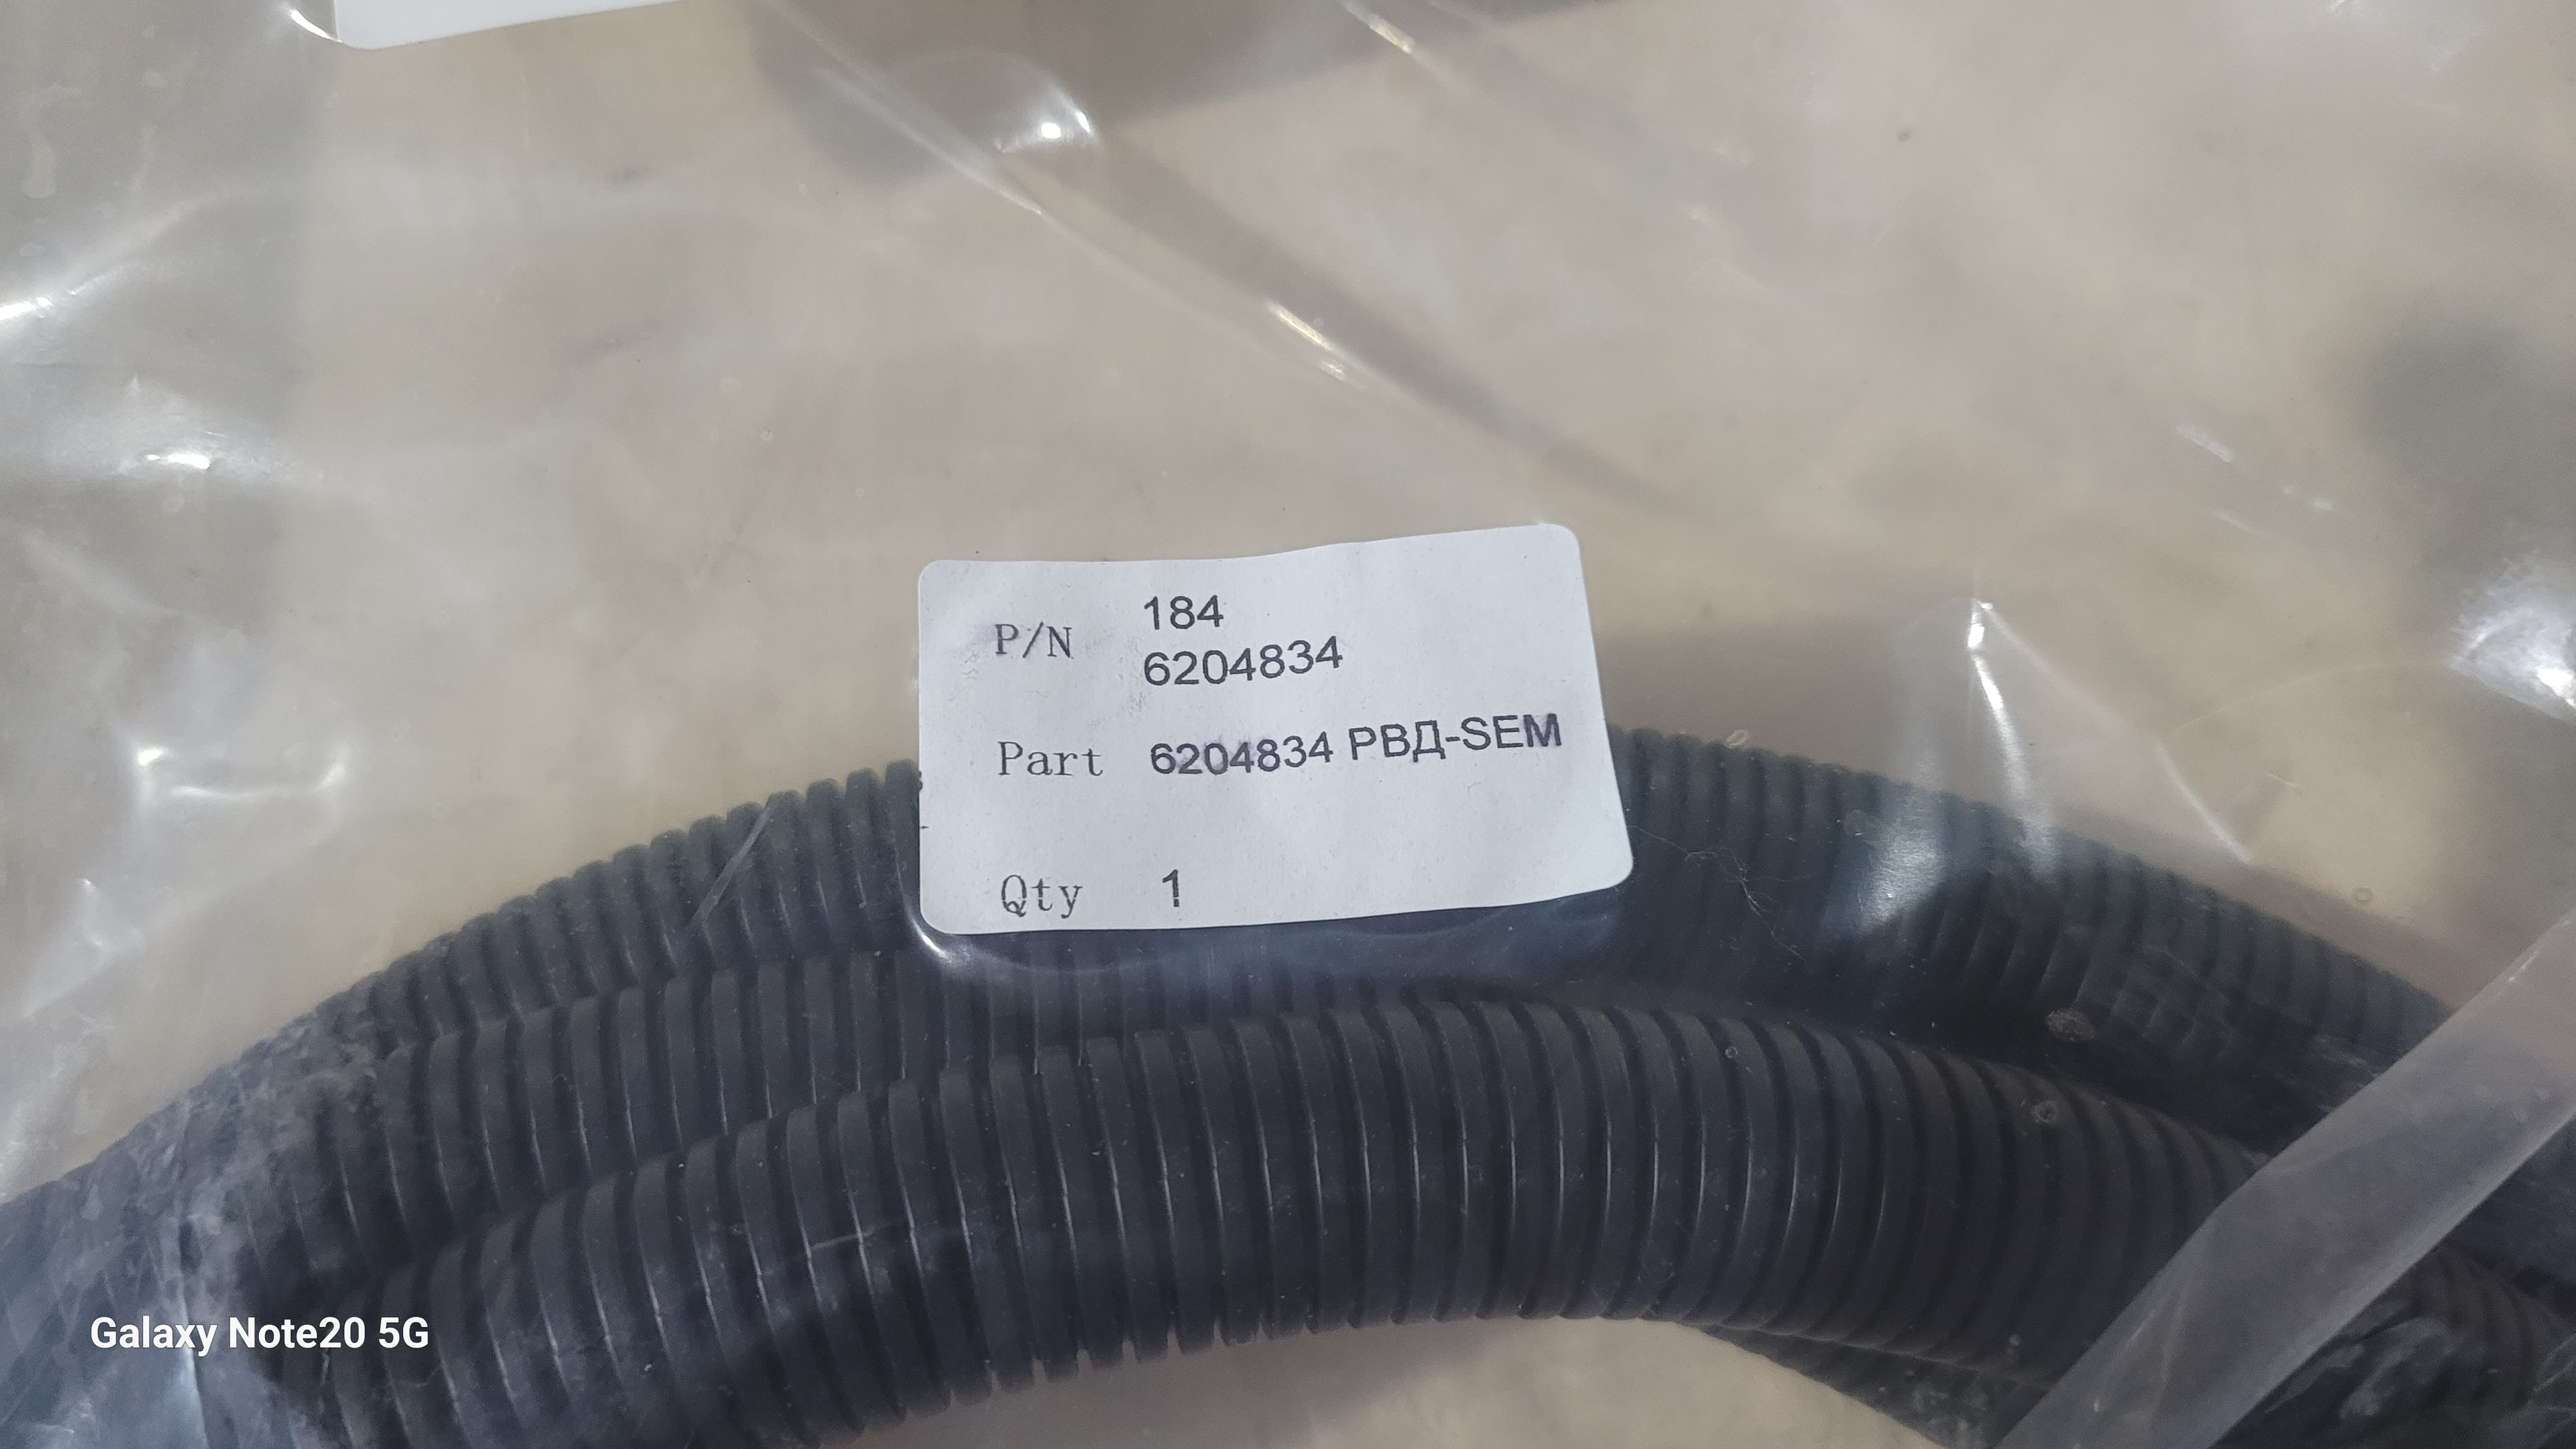 P/N 184
6204834
Part 6204834 РВД-SEM
Qty 1
Galaxy Note20 5G